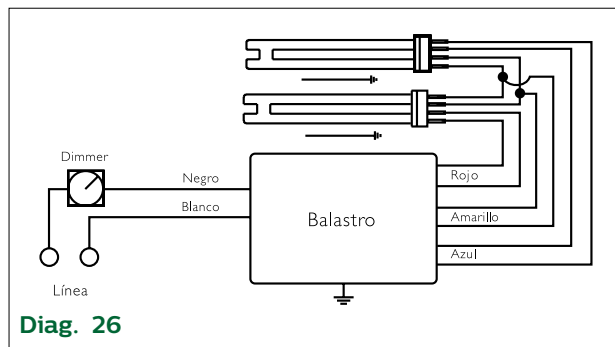 Dimmer
Negro
Blanco
Línea
Balastro
Rojo
Amarillo
Azul
Diag. 26